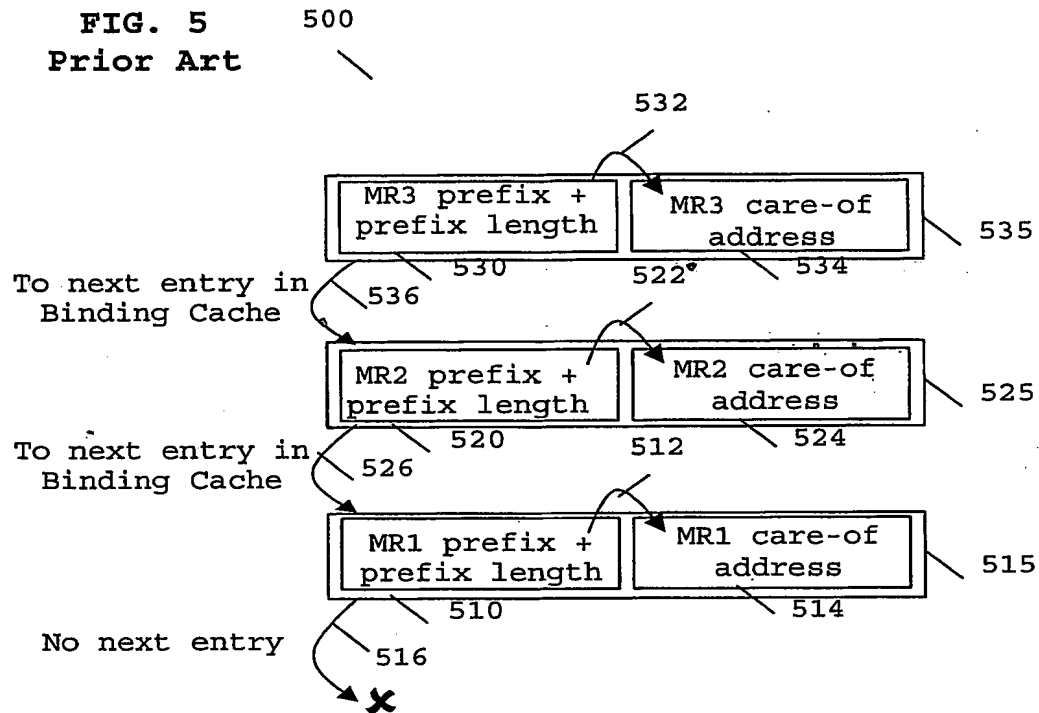 FIG. 5
Prior Art
500
532
MR3 prefix +
prefix length
MR3 care-of
address
535
530
534
To next entry in
Binding Cache
536
522
MR2 prefix +
prefix length
MR2 care-of
address
525
520
524
To next entry in
Binding Cache
526
512
MR1 prefix +
prefix length
MR1 care-of
address
515
510
514
No next entry
516
x